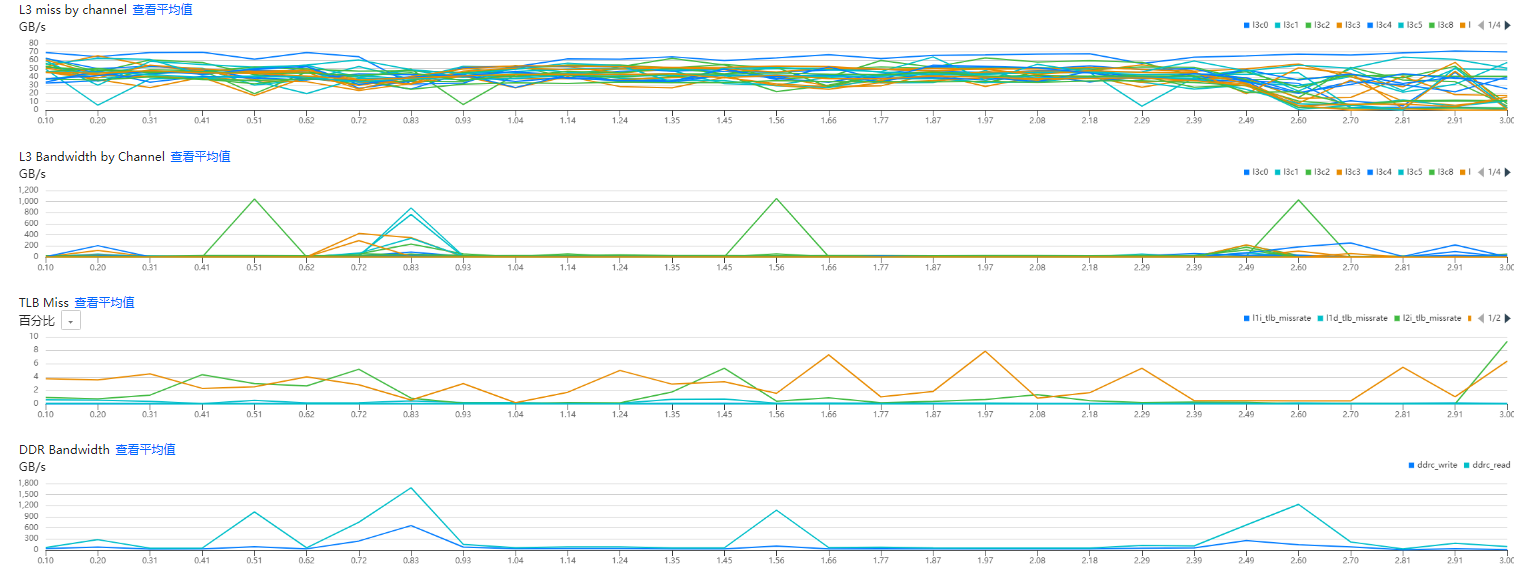 L3 miss by channel 查看平均值
GB/s
l3c0 l3c1 l3c2 l3c3 l3c4 l3c5 l3c8 l 1/4
80
70
60
50
40
30
20
10
0
0.10 0.20 0.31 0.41 0.51 0.62 0.72 0.83 0.93 1.04 1.14 1.24 1.35 1.45 1.56 1.66 1.77 1.87 1.97 2.08 2.18 2.29 2.39 2.49 2.60 2.70 2.81 2.91 3.00
L3 Bandwidth by Channel 查看平均值
GB/s
l3c0 l3c1 l3c2 l3c3 l3c4 l3c5 l3c8 l 1/4
1,200
1,000
800
600
400
200
0
0.10 0.20 0.31 0.41 0.51 0.62 0.72 0.83 0.93 1.04 1.14 1.24 1.35 1.45 1.56 1.66 1.77 1.87 1.97 2.08 2.18 2.29 2.39 2.49 2.60 2.70 2.81 2.91 3.00
TLB Miss 查看平均值
百分比
l1i_tlb_missrate l1d_tlb_missrate l2i_tlb_missrate 1/2
10
8
6
4
2
0
0.10 0.20 0.31 0.41 0.51 0.62 0.72 0.83 0.93 1.04 1.14 1.24 1.35 1.45 1.56 1.66 1.77 1.87 1.97 2.08 2.18 2.29 2.39 2.49 2.60 2.70 2.81 2.91 3.00
DDR Bandwidth 查看平均值
GB/s
ddrc_write ddrc_read
1,800
1,500
1,200
900
600
300
0
0.10 0.20 0.31 0.41 0.51 0.62 0.72 0.83 0.93 1.04 1.14 1.24 1.35 1.45 1.56 1.66 1.77 1.87 1.97 2.08 2.18 2.29 2.39 2.49 2.60 2.70 2.81 2.91 3.00